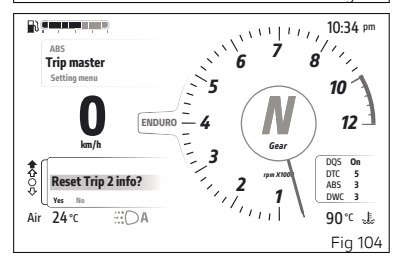 10:34 pm
ABS
Trip master
Setting menu
0
km/h
ENDURO
1
2
3
4
5
6
7
8
10
12
N
Gear
rpm X1000
Reset Trip 2 info?
Yes No
DQS On
DTC 5
ABS 3
DWC 3
Air 24 °C
A
90 °C
Fig 104